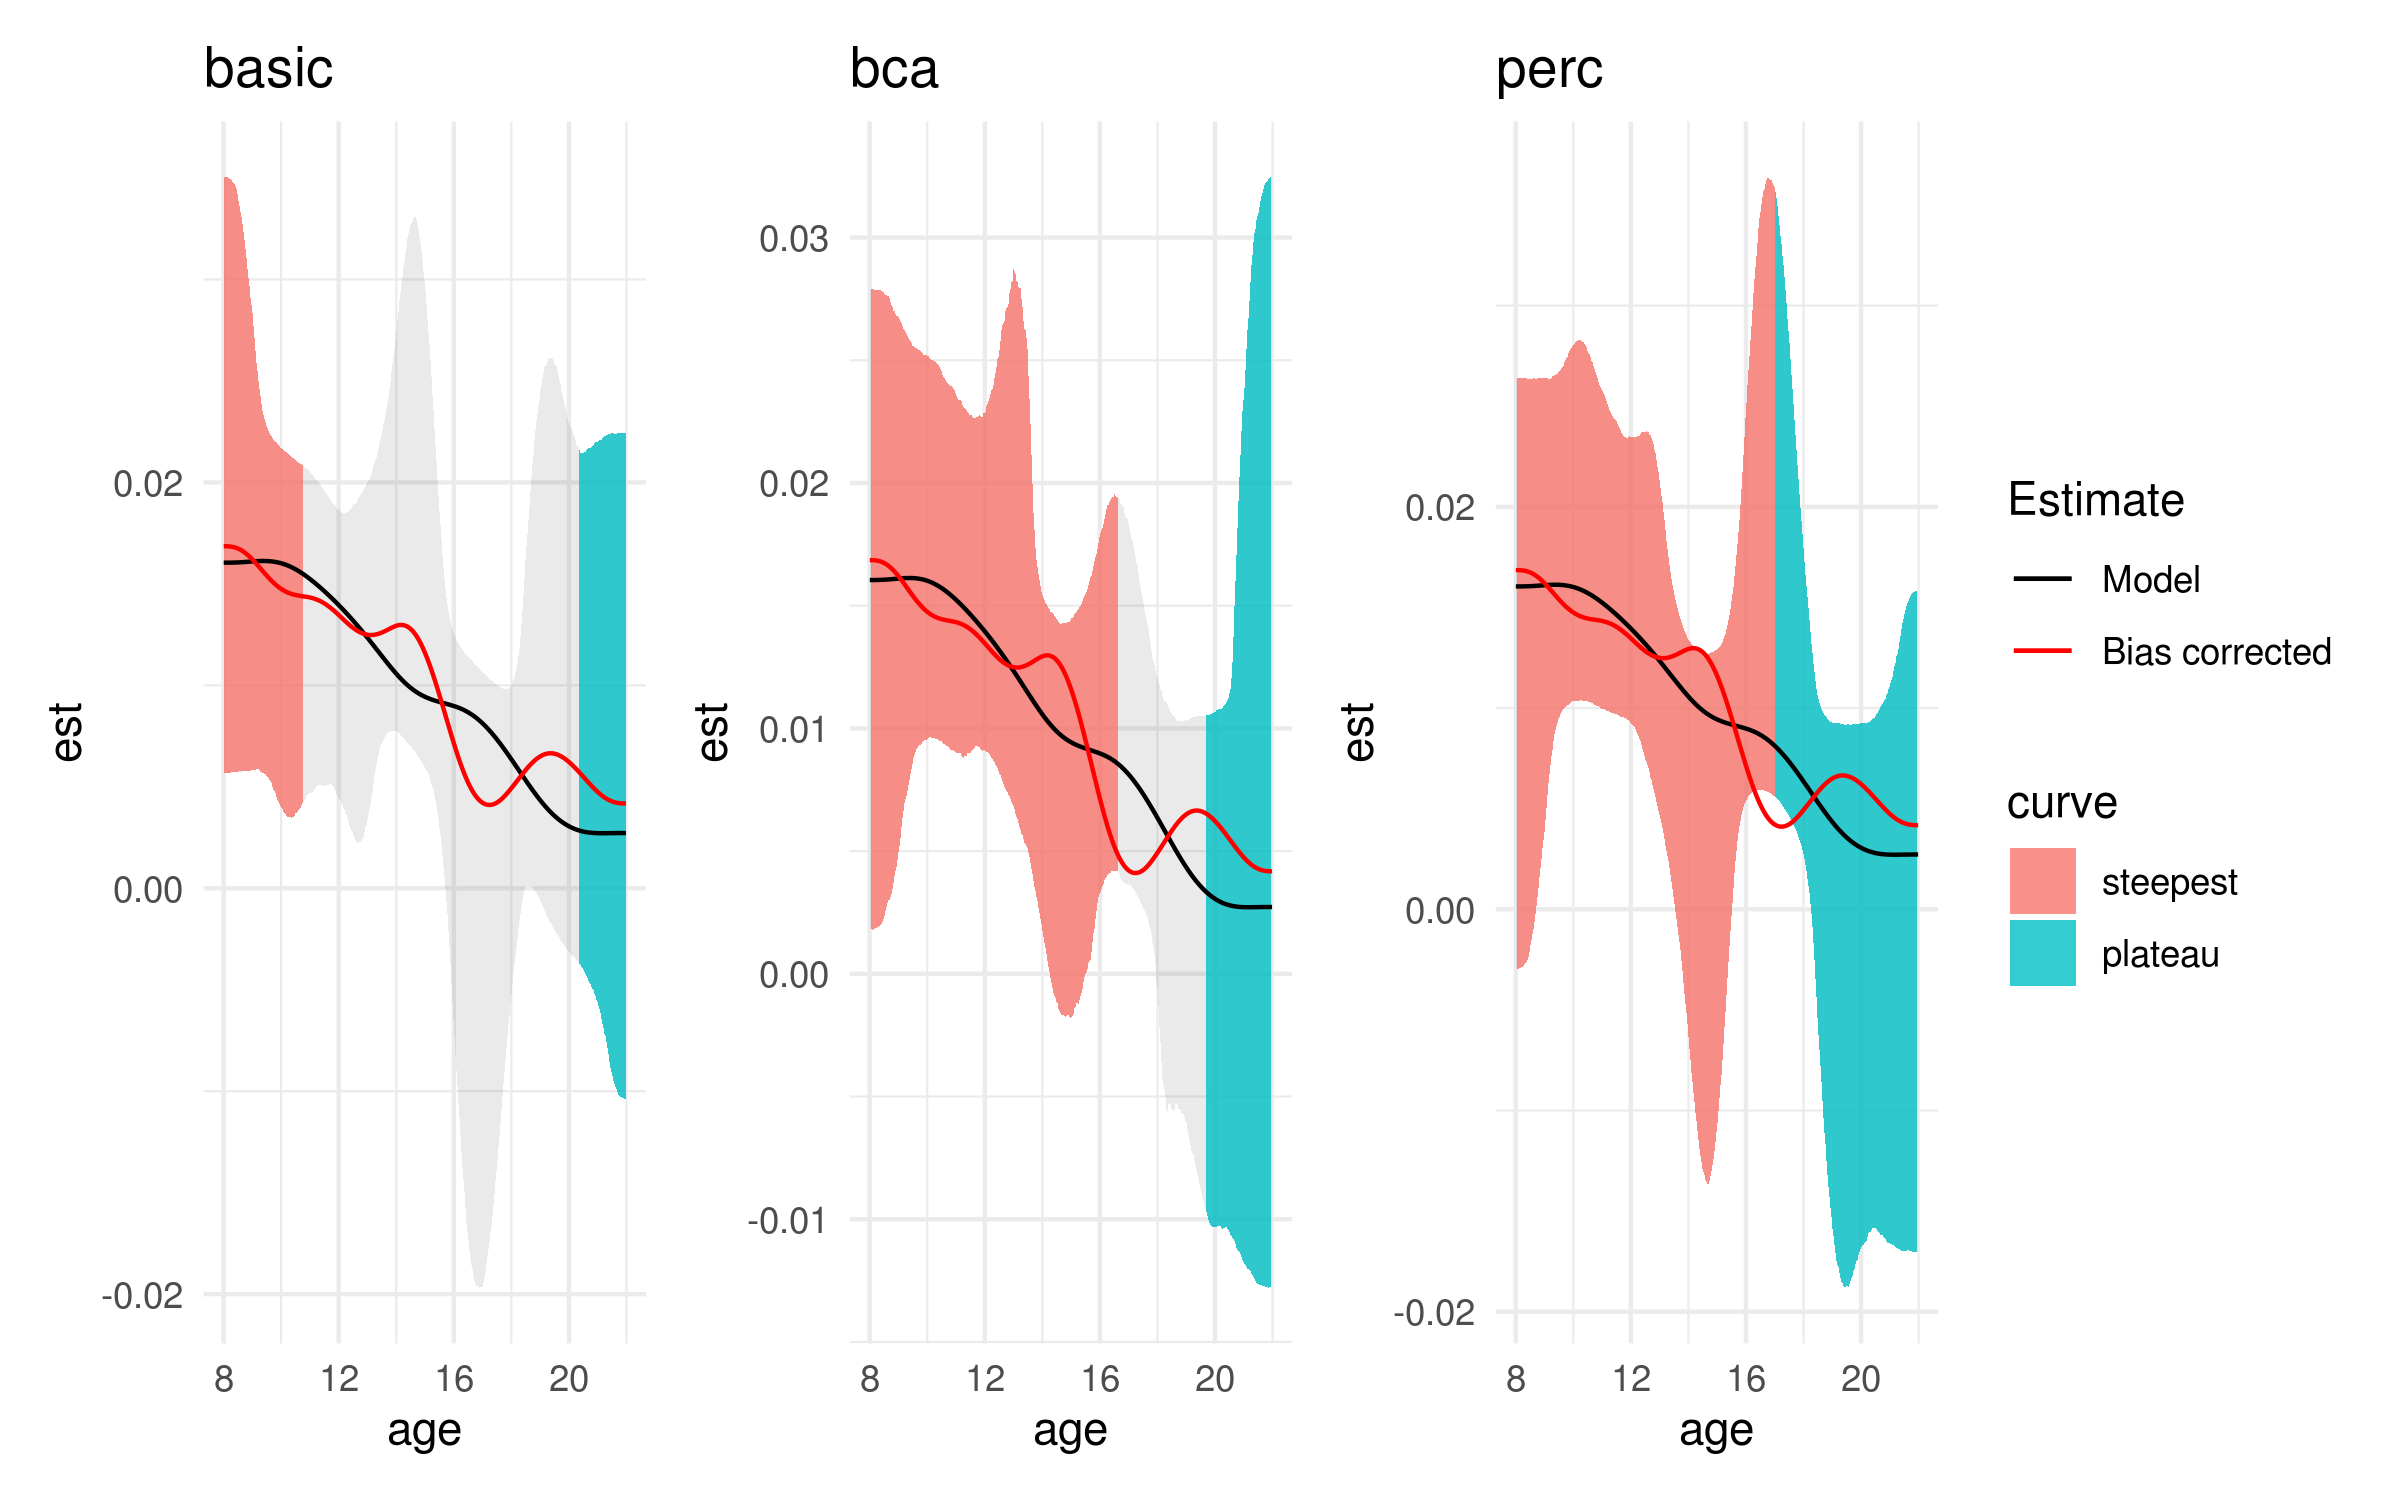 basic
bca
perc
0.02
0.00
-0.02
est
8 12 16 20
age
0.03
0.02
0.01
0.00
-0.01
est
8 12 16 20
age
0.02
0.00
-0.02
est
8 12 16 20
age
Estimate
Model
Bias corrected
curve
steepest
plateau